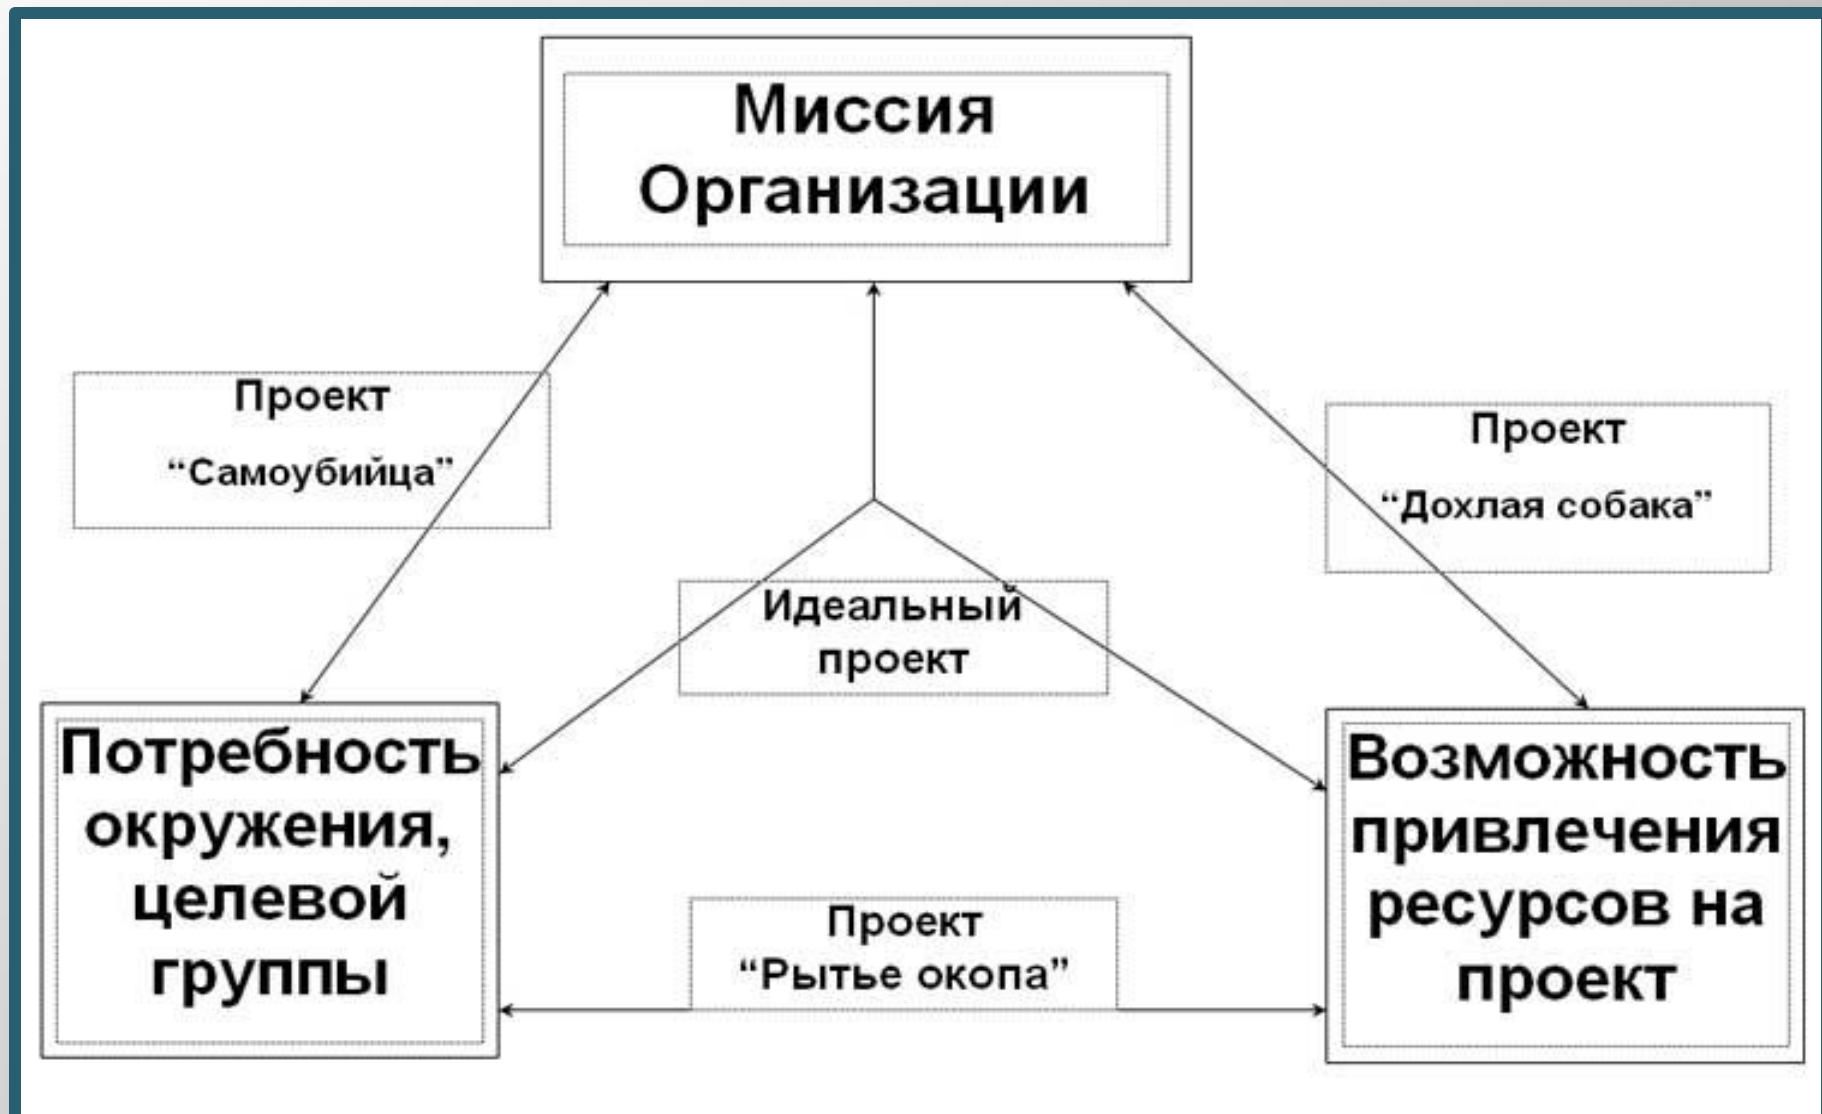 Миссия
Организации
Проект
“Самоубийца”
Проект
“Дохлая собака”
Идеальный
проект
Потребность
окружения,
целевой
группы
Возможность
привлечения
ресурсов на
проект
Проект
“Рытье окопа”